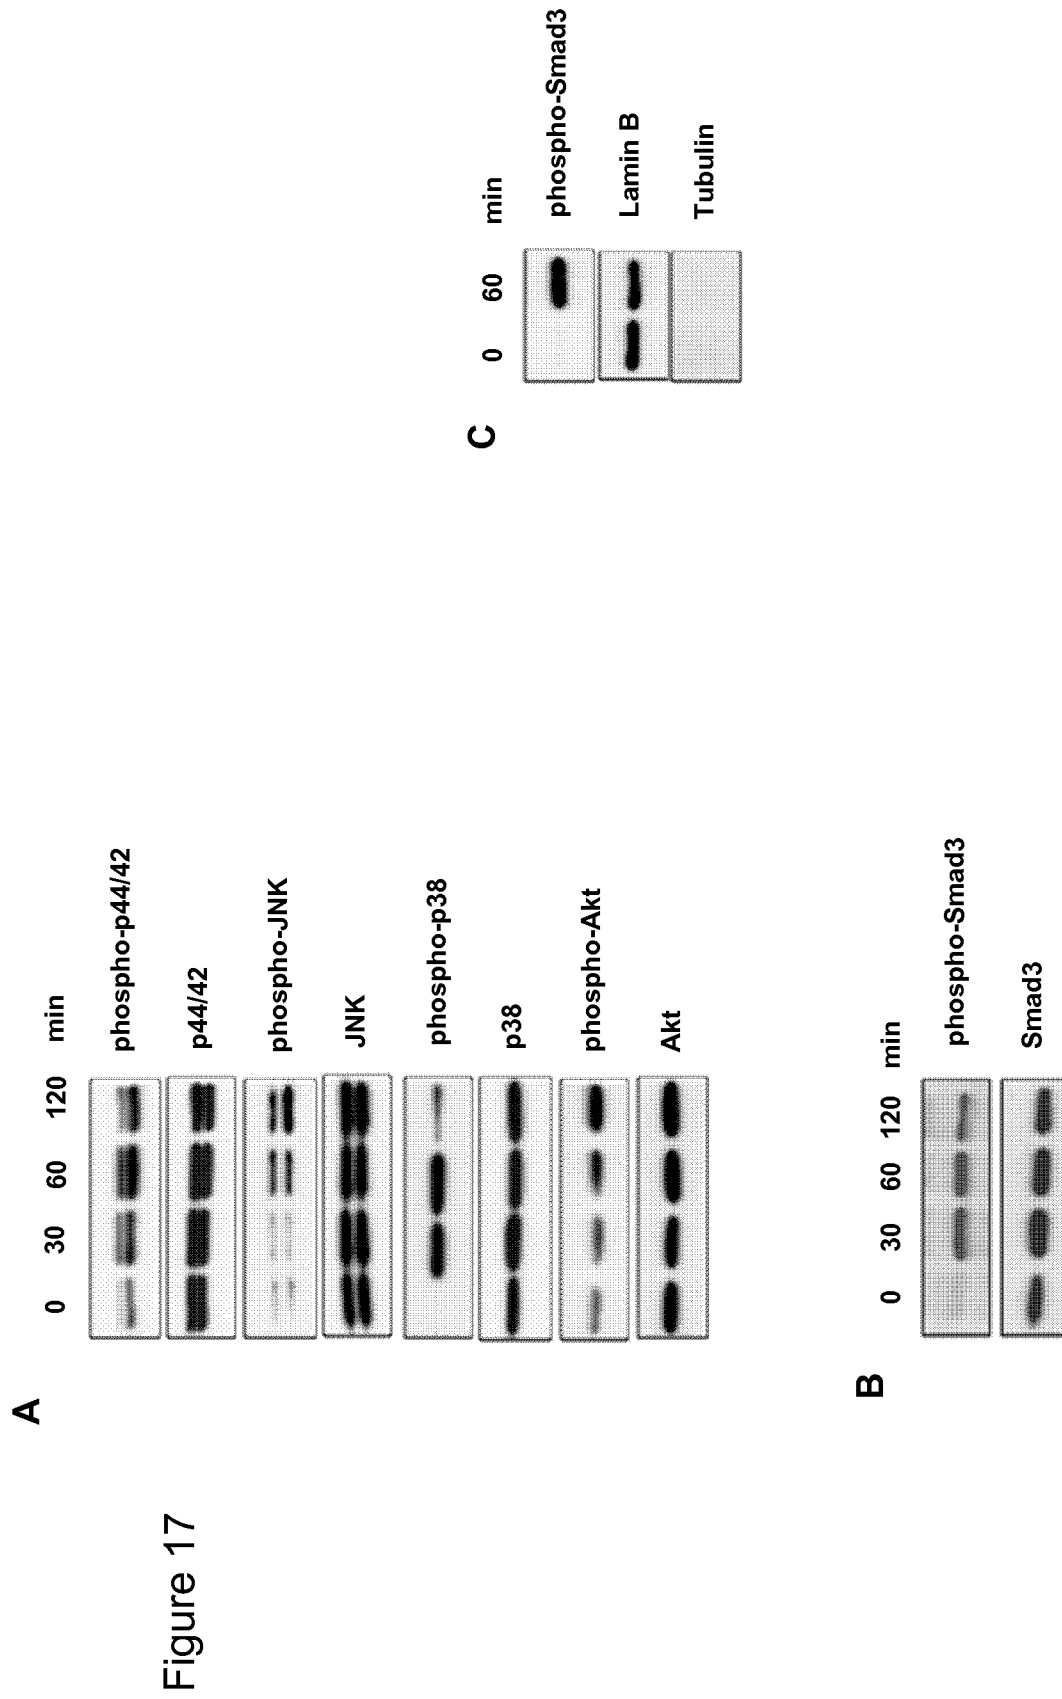 Figure 17
A
0 30 60 120 min
phospho-p44/42
p44/42
phospho-JNK
JNK
phospho-p38
p38
phospho-Akt
Akt
B
0 30 60 120 min
phospho-Smad3
Smad3
C
0 60 min
phospho-Smad3
Lamin B
Tubulin